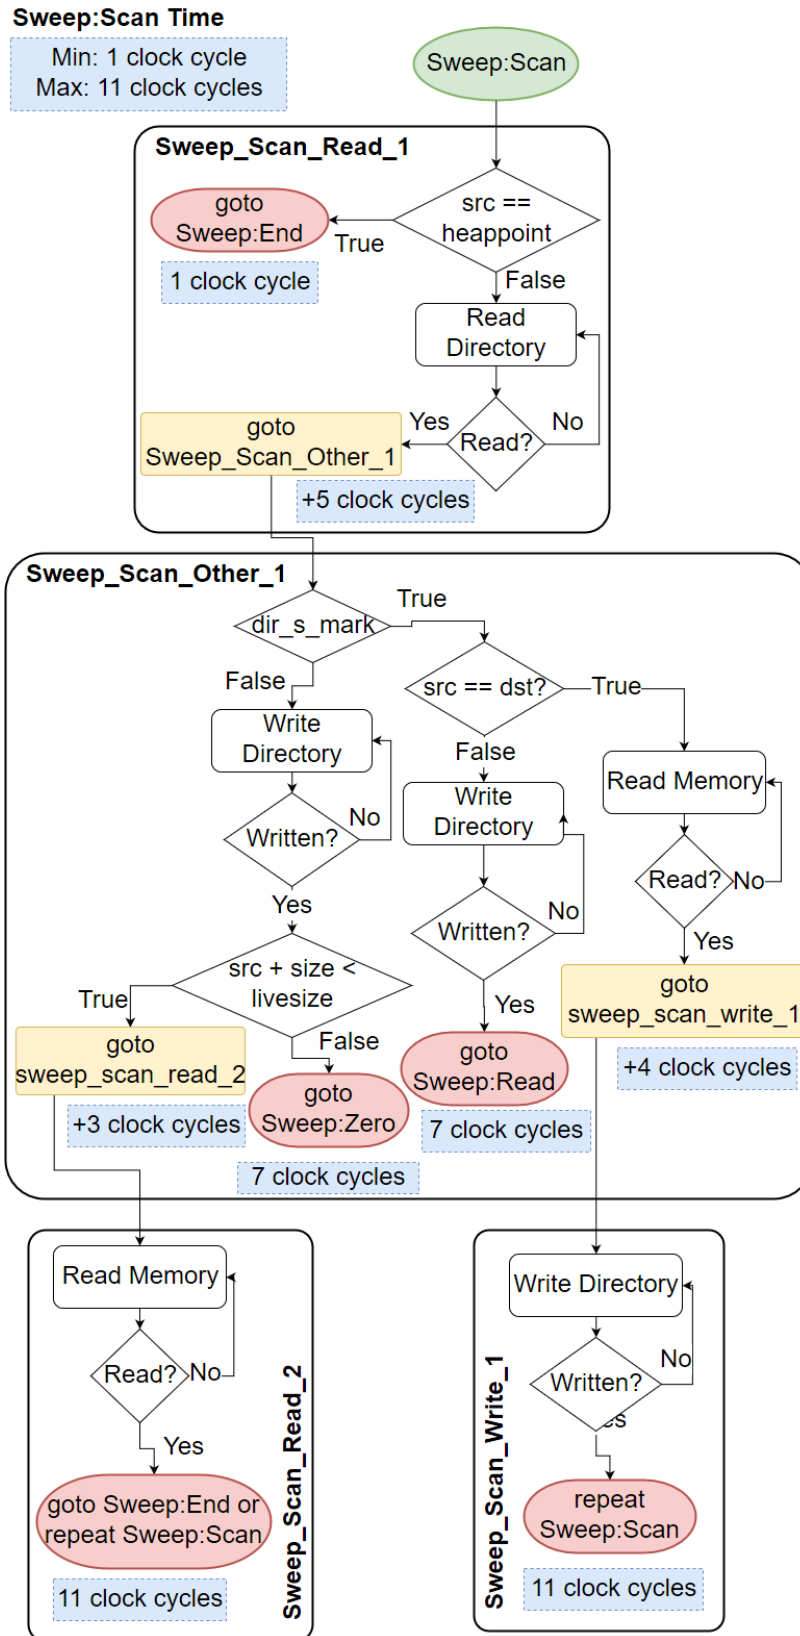 Sweep:Scan Time
Min: 1 clock cycle
Max: 11 clock cycles
Sweep:Scan
Sweep_Scan_Read_1
src ==
heappoint
True
goto
Sweep:End
1 clock cycle
False
Read
Directory
Read?
No
Yes
goto
Sweep_Scan_Other_1
+5 clock cycles
Sweep_Scan_Other_1
dir_s_mark
True
False
src == dst?
True
Write
Directory
Written?
No
Yes
src + size <
livesize
True
goto
sweep_scan_read_2
+3 clock cycles
False
goto
Sweep:Zero
7 clock cycles
False
Write
Directory
Written?
No
Yes
goto
Sweep:Read
7 clock cycles
Read Memory
Read?
No
Yes
goto
sweep_scan_write_1
+4 clock cycles
Read Memory
Read?
No
Yes
goto Sweep:End or
repeat Sweep:Scan
11 clock cycles
Sweep_Scan_Read_2
Sweep_Scan_Write_1
Write Directory
Written?
No
repeat
Sweep:Scan
11 clock cycles